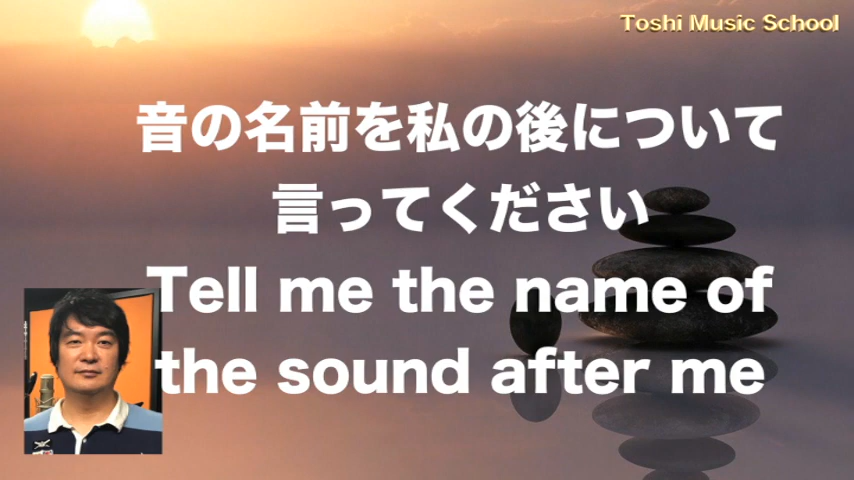 Toshi Music School
音の名前を私の後について
言ってください
Tell me the name of
the sound after me